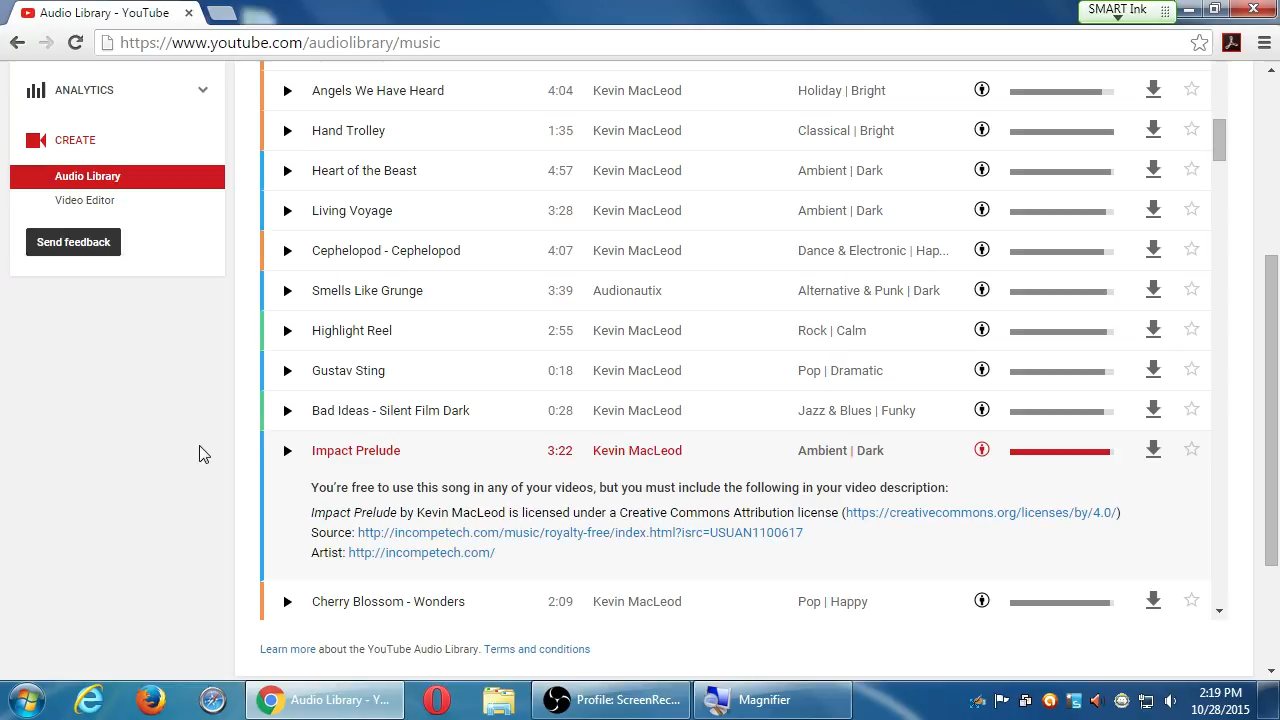 Audio Library - YouTube
SMART Ink
https://www.youtube.com/audiolibrary/music
ANALYTICS
CREATE
Audio Library
Video Editor
Send feedback
Angels We Have Heard 4:04 Kevin MacLeod Holiday | Bright
Hand Trolley 1:35 Kevin MacLeod Classical | Bright
Heart of the Beast 4:57 Kevin MacLeod Ambient | Dark
Living Voyage 3:28 Kevin MacLeod Ambient | Dark
Cephelopod - Cephelopod 4:07 Kevin MacLeod Dance & Electronic | Hap...
Smells Like Grunge 3:39 Audionautix Alternative & Punk | Dark
Highlight Reel 2:55 Kevin MacLeod Rock | Calm
Gustav Sting 0:18 Kevin MacLeod Pop | Dramatic
Bad Ideas - Silent Film Dark 0:28 Kevin MacLeod Jazz & Blues | Funky
Impact Prelude 3:22 Kevin MacLeod Ambient | Dark
You're free to use this song in any of your videos, but you must include the following in your video description:
Impact Prelude by Kevin MacLeod is licensed under a Creative Commons Attribution license (https://creativecommons.org/licenses/by/4.0/)
Source: http://incompetech.com/music/royalty-free/index.html?isrc=USUAN1100617
Artist: http://incompetech.com/
Cherry Blossom - Wonders 2:09 Kevin MacLeod Pop | Happy
Learn more about the YouTube Audio Library. Terms and conditions
Audio Library - Y...
Profile: ScreenRec...
Magnifier
2:19 PM
10/28/2015